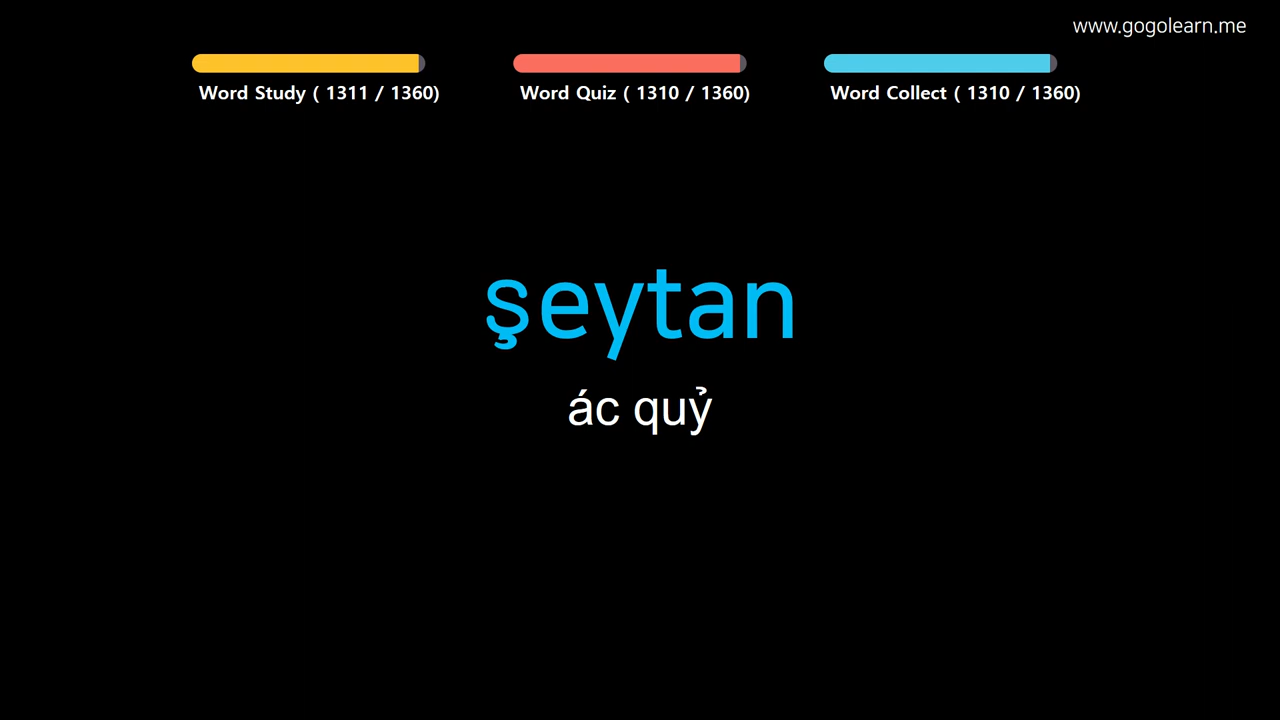 www.gogolearn.me
Word Study ( 1311 / 1360)
Word Quiz ( 1310 / 1360)
Word Collect ( 1310 / 1360)
şeytan
ác quỷ